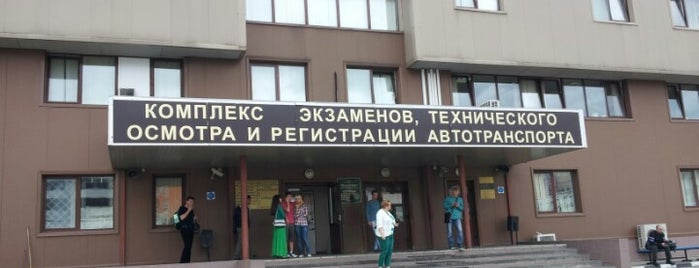 КОМПЛЕКС ЭКЗАМЕНОВ, ТЕХНИЧЕСКОГО
ОСМОТРА И РЕГИСТРАЦИИ АВТОТРАНСПОРТА